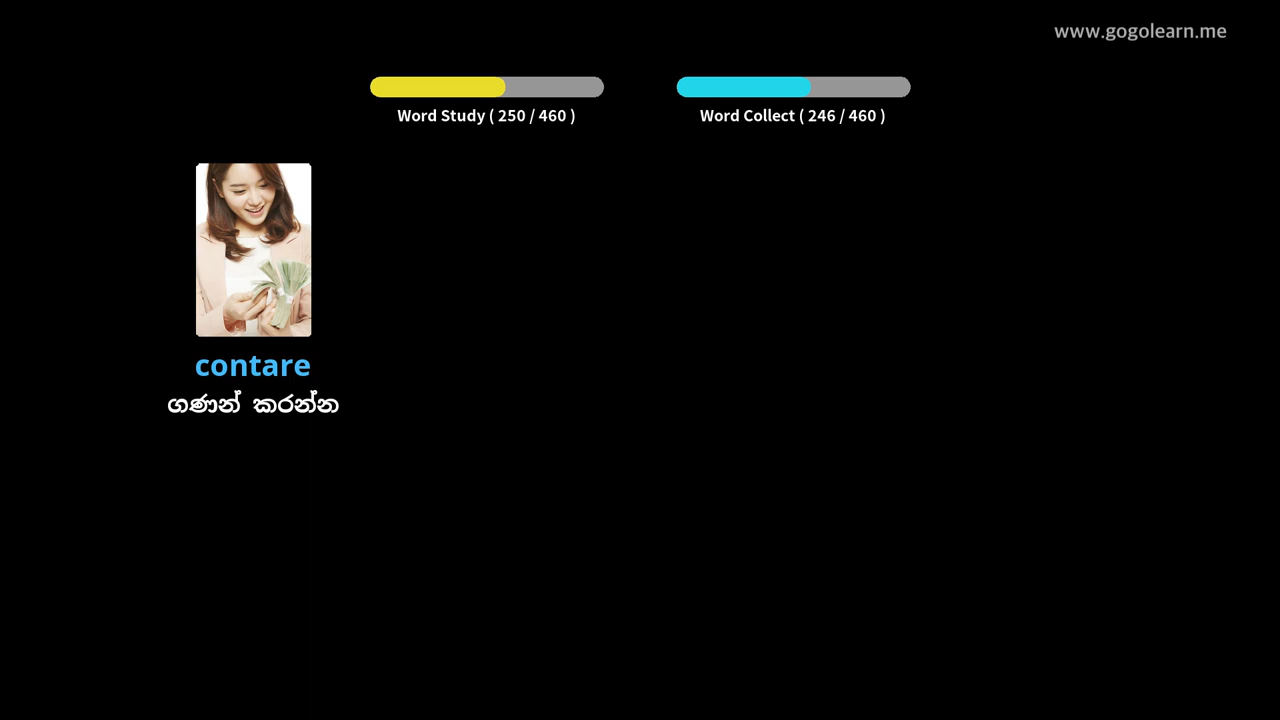 www.gogolearn.me
Word Study ( 250 / 460 )
Word Collect ( 246 / 460 )
contare
ගණන් කරන්න